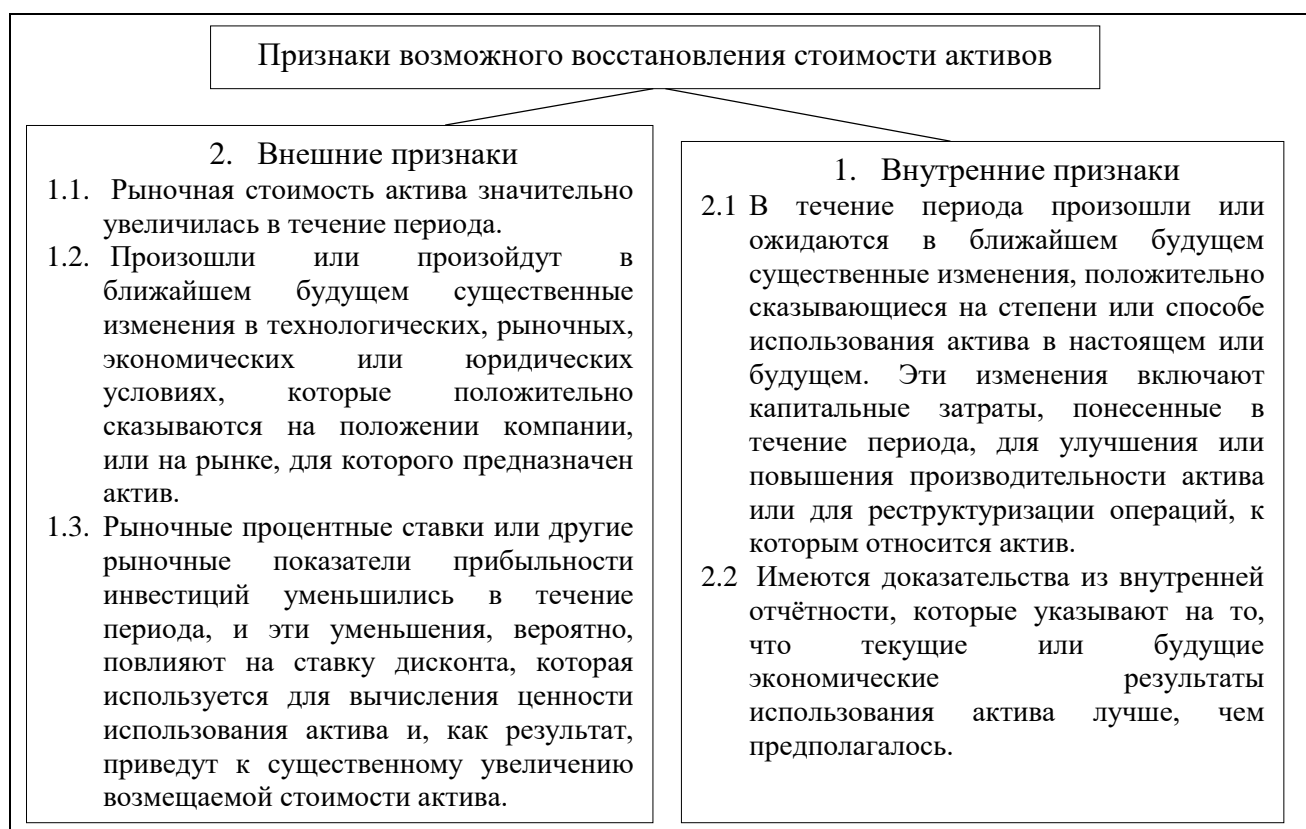 Признаки возможного восстановления стоимости активов
2. Внешние признаки
1.1. Рыночная стоимость актива значительно
увеличилась в течение периода.
1.2. Произошли или произойдут в
ближайшем будущем существенные
изменения в технологических, рыночных,
экономических или юридических
условиях, которые положительно
сказываются на положении компании,
или на рынке, для которого предназначен
актив.
1.3. Рыночные процентные ставки или другие
рыночные показатели прибыльности
инвестиций уменьшились в течение
периода, и эти уменьшения, вероятно,
повлияют на ставку дисконта, которая
используется для вычисления ценности
использования актива и, как результат,
приведут к существенному увеличению
возмещаемой стоимости актива.
1. Внутренние признаки
2.1 В течение периода произошли или
ожидаются в ближайшем будущем
существенные изменения, положительно
сказывающиеся на степени или способе
использования актива в настоящем или
будущем. Эти изменения включают
капитальные затраты, понесенные в
течение периода, для улучшения или
повышения производительности актива
или для реструктуризации операций, к
которым относится актив.
2.2 Имеются доказательства из внутренней
отчётности, которые указывают на то,
что текущие или будущие
экономические результаты
использования актива лучше, чем
предполагалось.